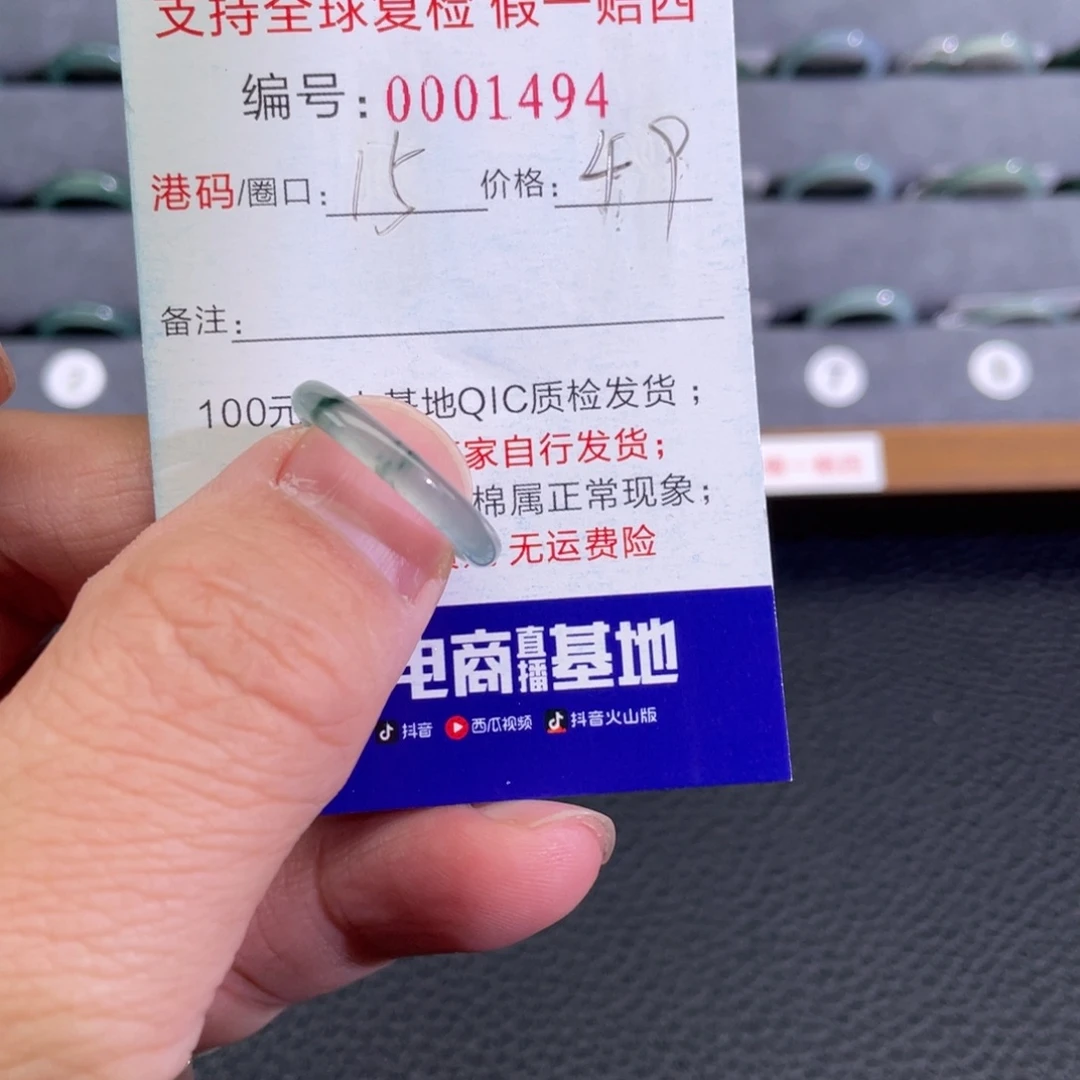 支持全球复检 假一赔四
编号:0001494
港码/圈口: 15 价格: 49
备注:
100元 基地QIC质检发货;
家自行发货;
棉属正常现象;
无运费险
电商直播基地
抖音 西瓜视频 抖音火山版